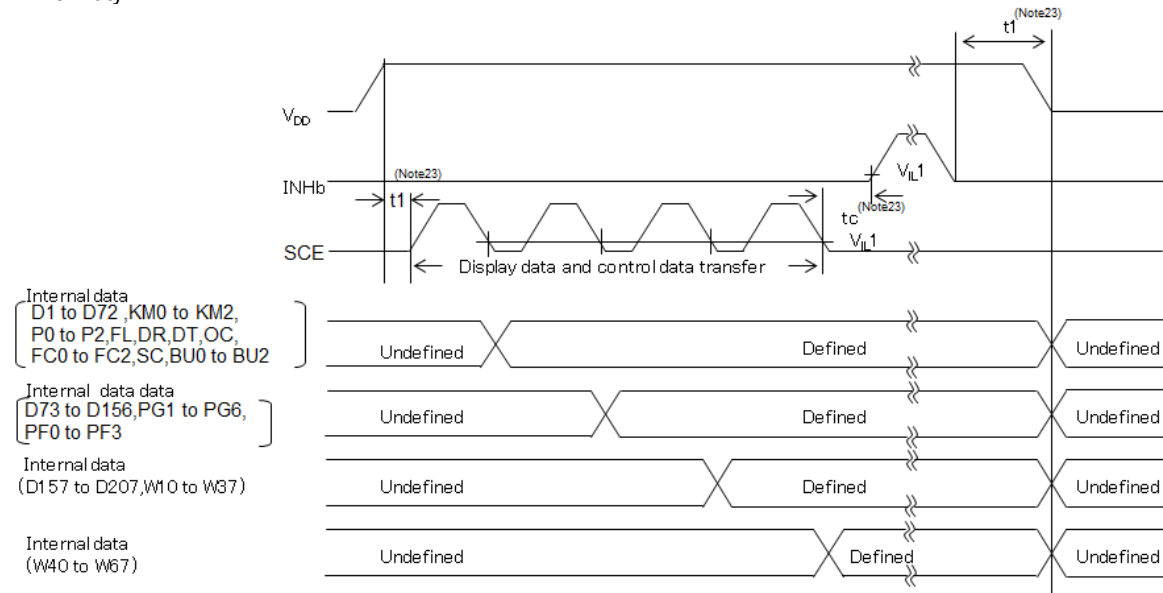 t1(Note23)
VDD
INHb
(Note23)
t1
VIL1
tc(Note23)
SCE
VIL1
Display data and control data transfer
Internal data
D1 to D72 ,KM0 to KM2,
P0 to P2,FL,DR,DT,OC,
FC0 to FC2,SC,BU0 to BU2
Undefined
Defined
Undefined
Internal data data
D73 to D156,PG1 to PG6,
PF0 to PF3
Undefined
Defined
Undefined
Internal data
(D157 to D207,W10 to W37)
Undefined
Defined
Undefined
Internal data
(W40 to W67)
Undefined
Defined
Undefined